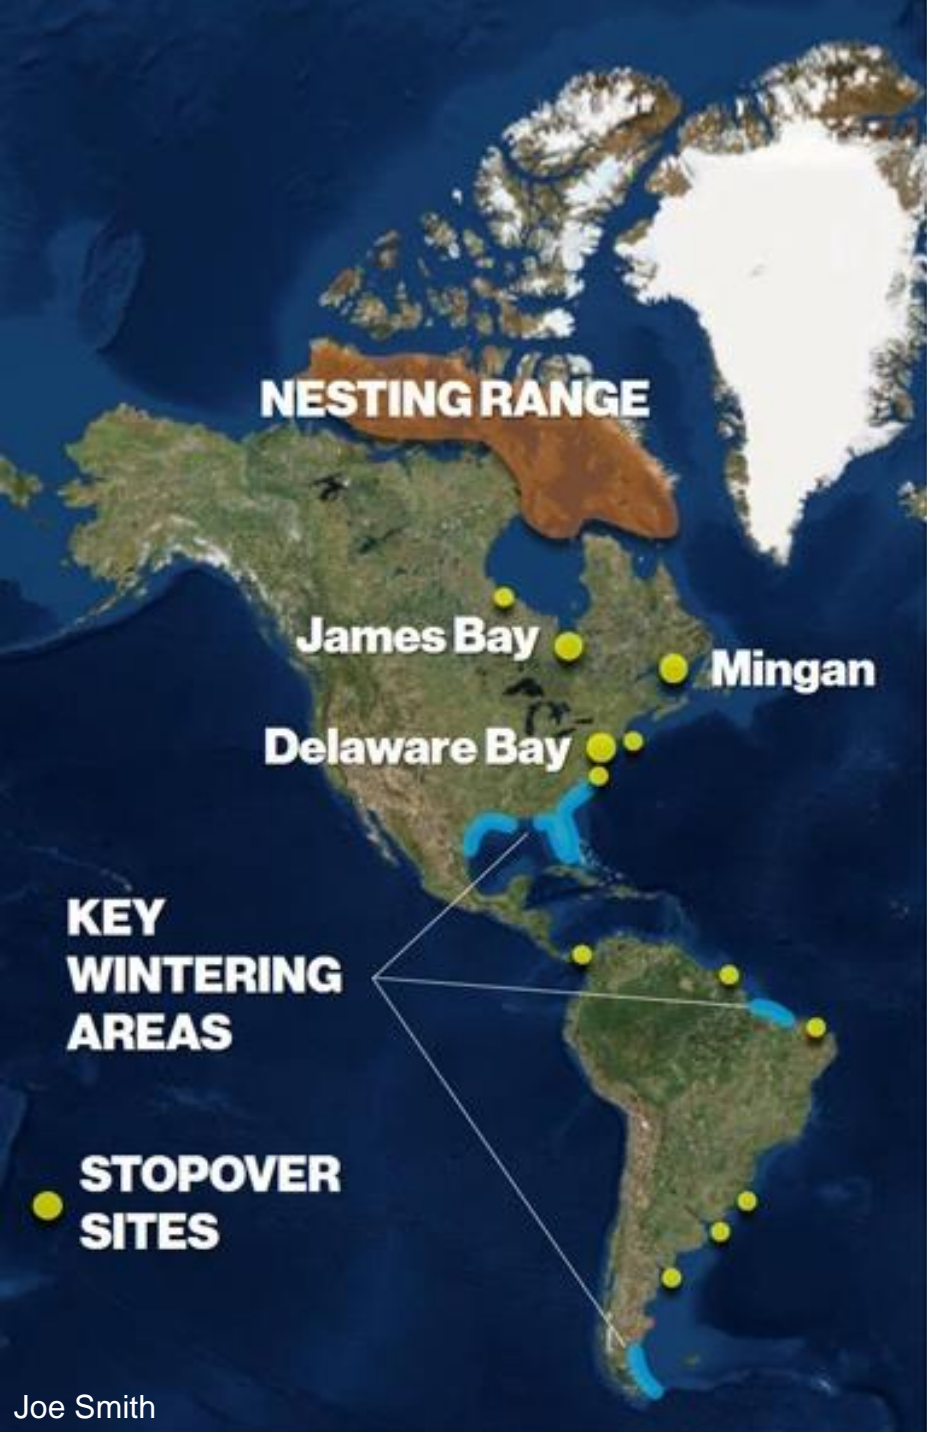 NESTING RANGE
James Bay
Mingan
Delaware Bay
KEY
WINTERING
AREAS
STOPOVER
SITES
Joe Smith